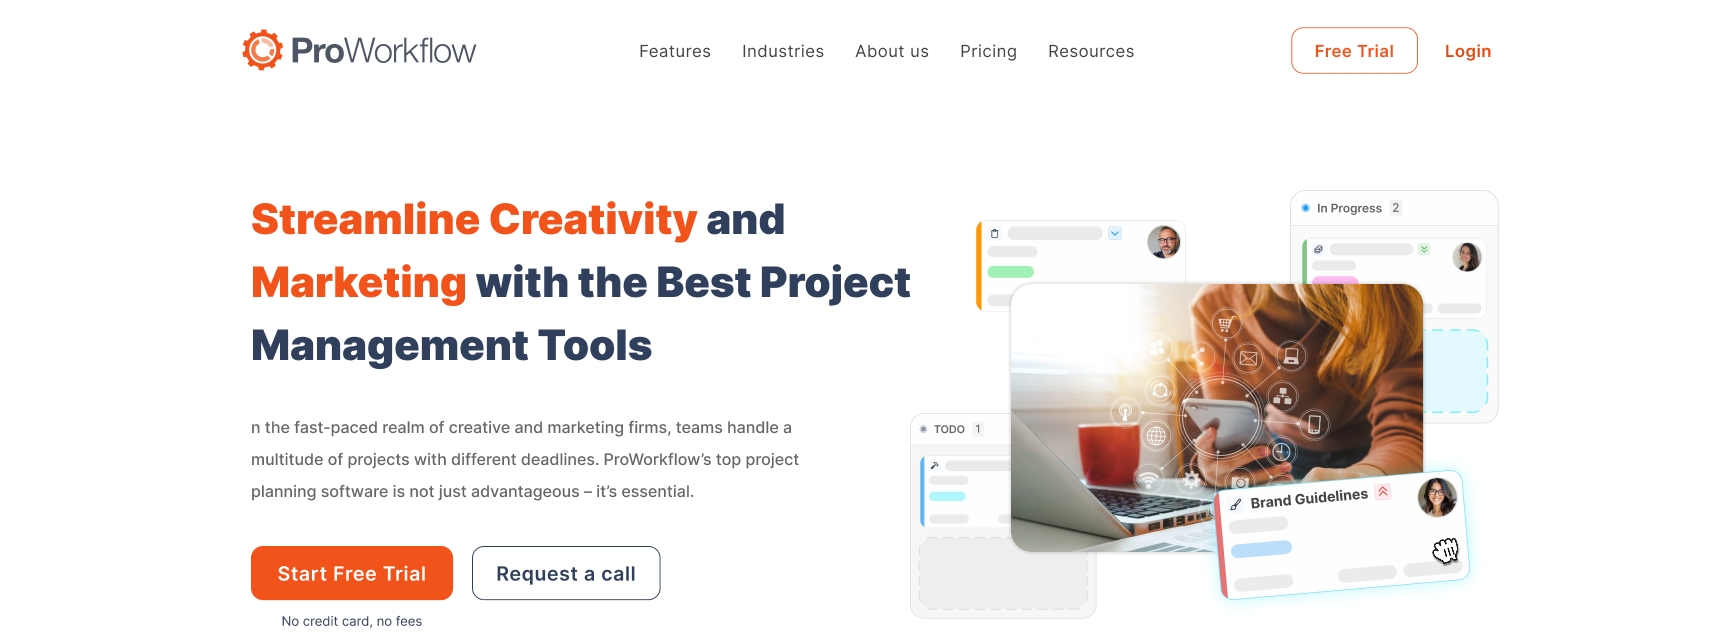 ProWorkflow
Features Industries About us Pricing Resources
Free Trial Login
Streamline Creativity and
Marketing with the Best Project
Management Tools
n the fast-paced realm of creative and marketing firms, teams handle a
multitude of projects with different deadlines. ProWorkflow’s top project
planning software is not just advantageous – it’s essential.
Start Free Trial Request a call
No credit card, no fees
In Progress 2
TODO 1
Brand Guidelines